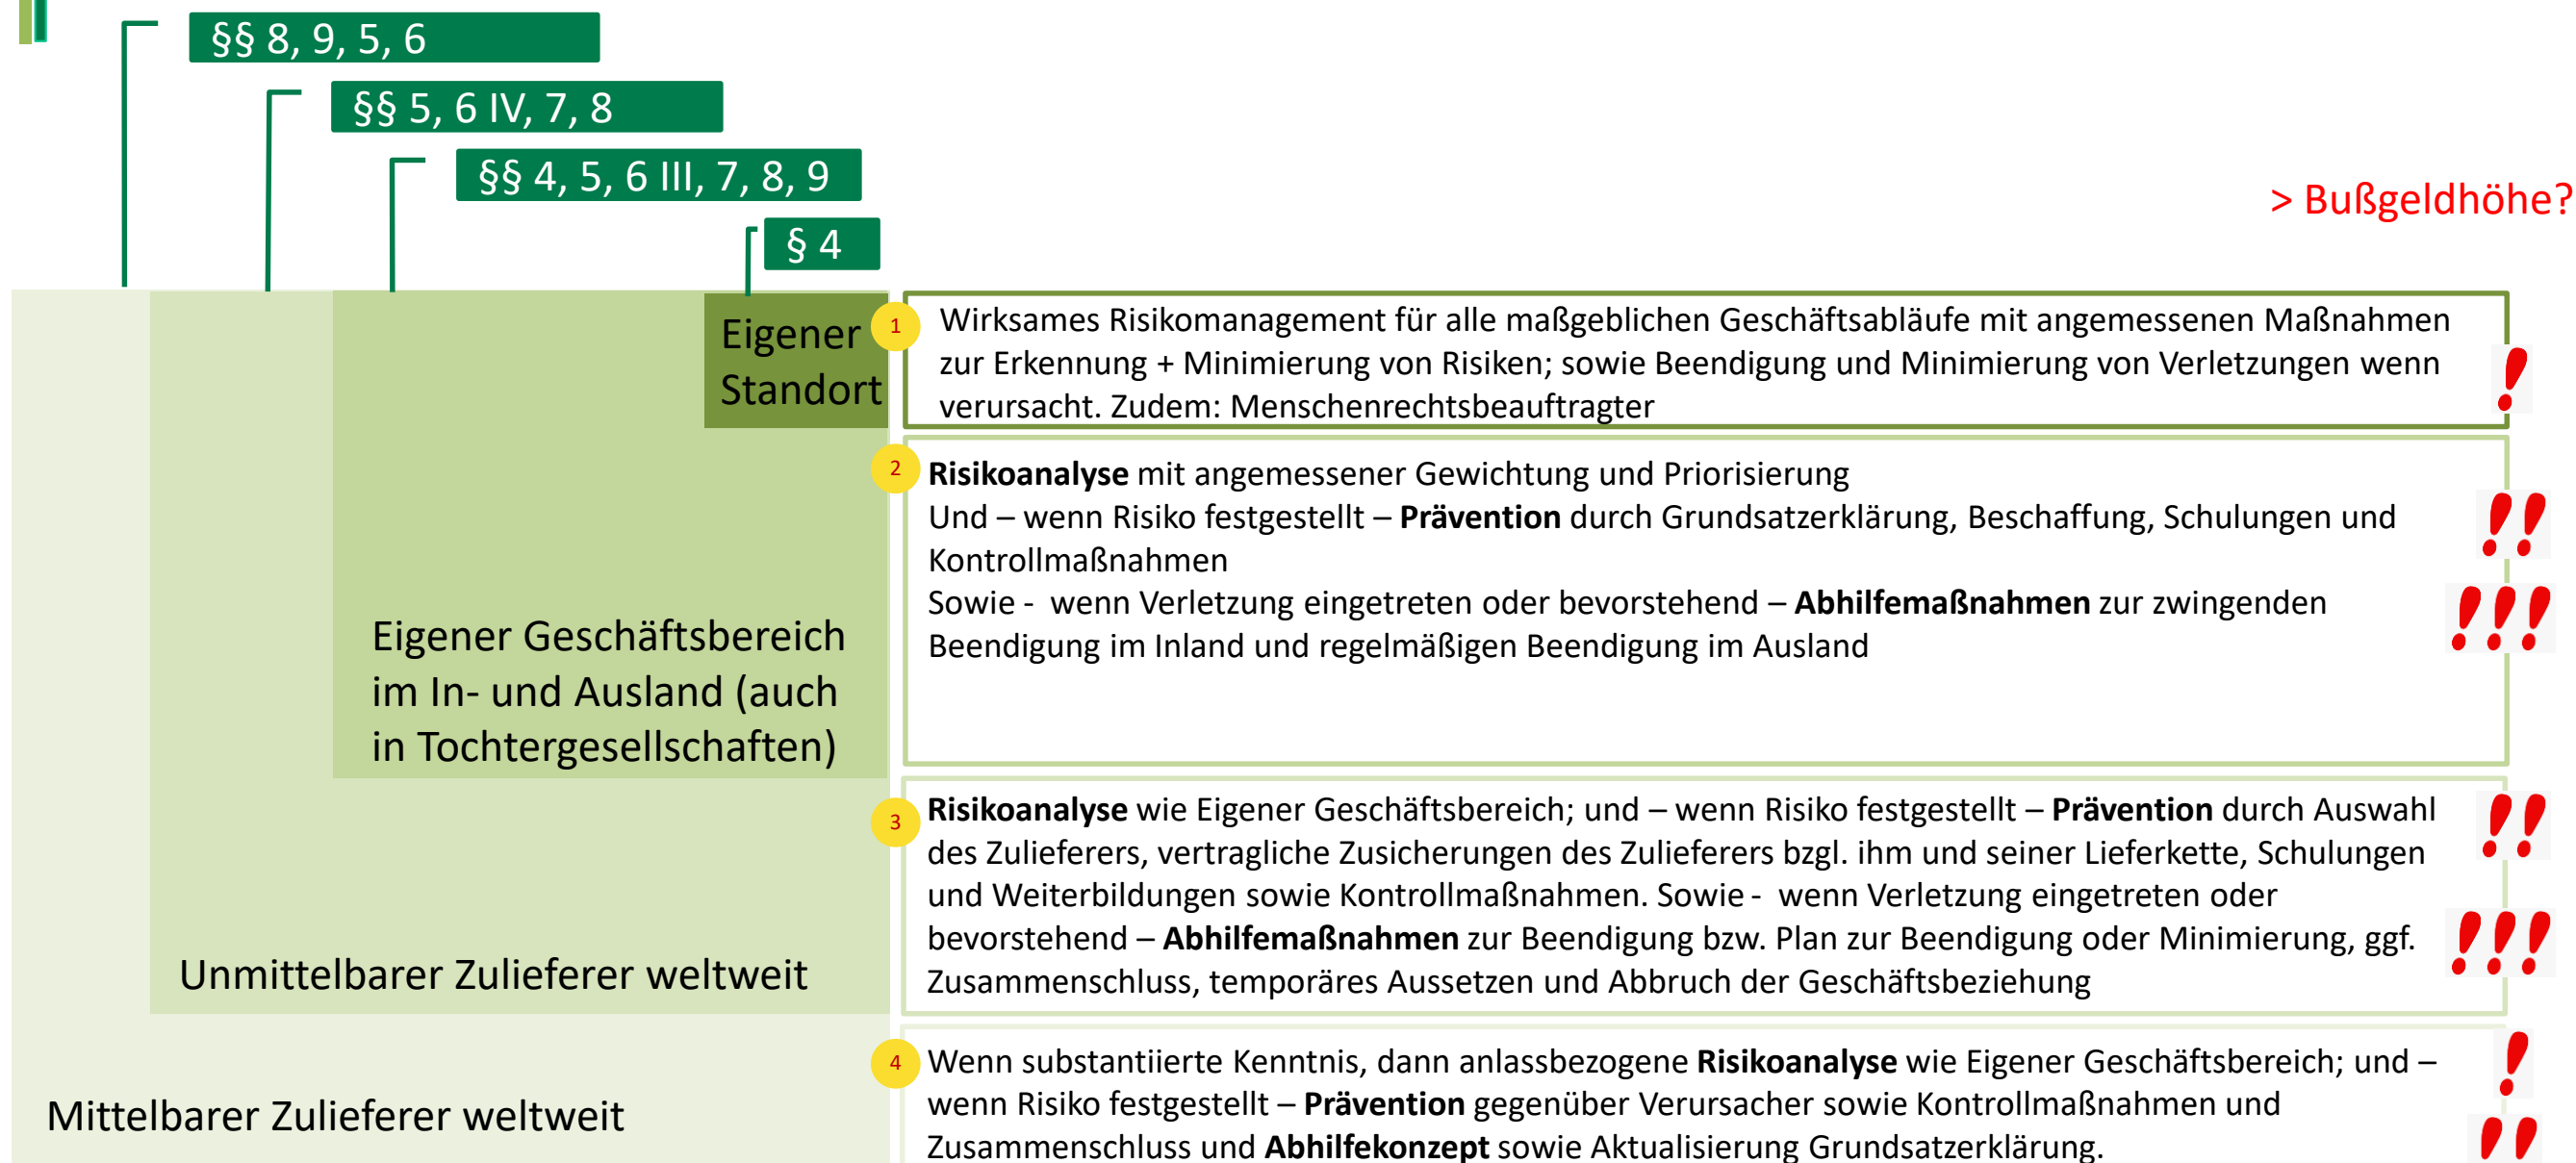 §§ 8, 9, 5, 6
§§ 5, 6 IV, 7, 8
§§ 4, 5, 6 III, 7, 8, 9
> Bußgeldhöhe?
§ 4
Eigener
Standort
1
Wirksames Risikomanagement für alle maßgeblichen Geschäftsabläufe mit angemessenen Maßnahmen
zur Erkennung + Minimierung von Risiken; sowie Beendigung und Minimierung von Verletzungen wenn
verursacht. Zudem: Menschenrechtsbeauftragter
!
Eigener Geschäftsbereich
im In- und Ausland (auch
in Tochtergesellschaften)
2
Risikoanalyse mit angemessener Gewichtung und Priorisierung
Und – wenn Risiko festgestellt – Prävention durch Grundsatzerklärung, Beschaffung, Schulungen und
Kontrollmaßnahmen
!!
Sowie - wenn Verletzung eingetreten oder bevorstehend – Abhilfemaßnahmen zur zwingenden
Beendigung im Inland und regelmäßigen Beendigung im Ausland
!!!
Unmittelbarer Zulieferer weltweit
3
Risikoanalyse wie Eigener Geschäftsbereich; und – wenn Risiko festgestellt – Prävention durch Auswahl
des Zulieferers, vertragliche Zusicherungen des Zulieferers bzgl. ihm und seiner Lieferkette, Schulungen
und Weiterbildungen sowie Kontrollmaßnahmen. Sowie - wenn Verletzung eingetreten oder
bevorstehend – Abhilfemaßnahmen zur Beendigung bzw. Plan zur Beendigung oder Minimierung, ggf.
Zusammenschluss, temporäres Aussetzen und Abbruch der Geschäftsbeziehung
!!
!!!
Mittelbarer Zulieferer weltweit
4
Wenn substantiierte Kenntnis, dann anlassbezogene Risikoanalyse wie Eigener Geschäftsbereich; und –
wenn Risiko festgestellt – Prävention gegenüber Verursacher sowie Kontrollmaßnahmen und
Zusammenschluss und Abhilfekonzept sowie Aktualisierung Grundsatzerklärung.
!
!!